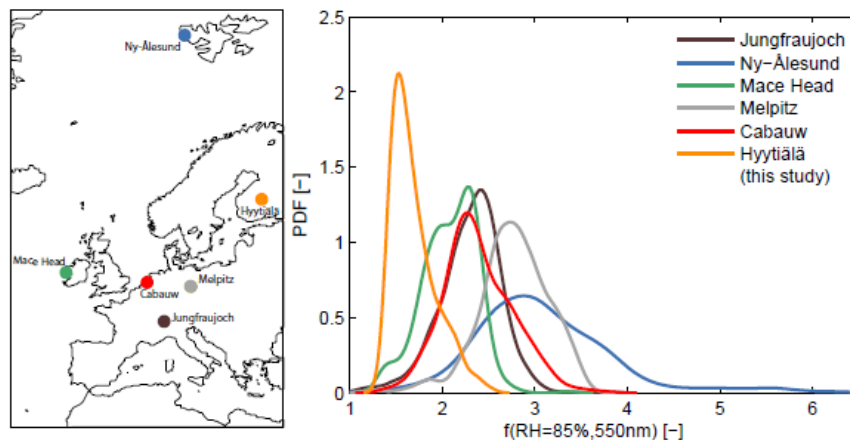 Ny-Ålesund
Hyytiälä
Mace Head
Cabauw
Melpitz
Jungfraujoch
PDF [–]
2.5
2
1.5
1
0.5
0
1
2
3
4
5
6
f(RH=85%,550nm) [–]
Jungfraujoch
Ny–Ålesund
Mace Head
Melpitz
Cabauw
Hyytiälä
(this study)